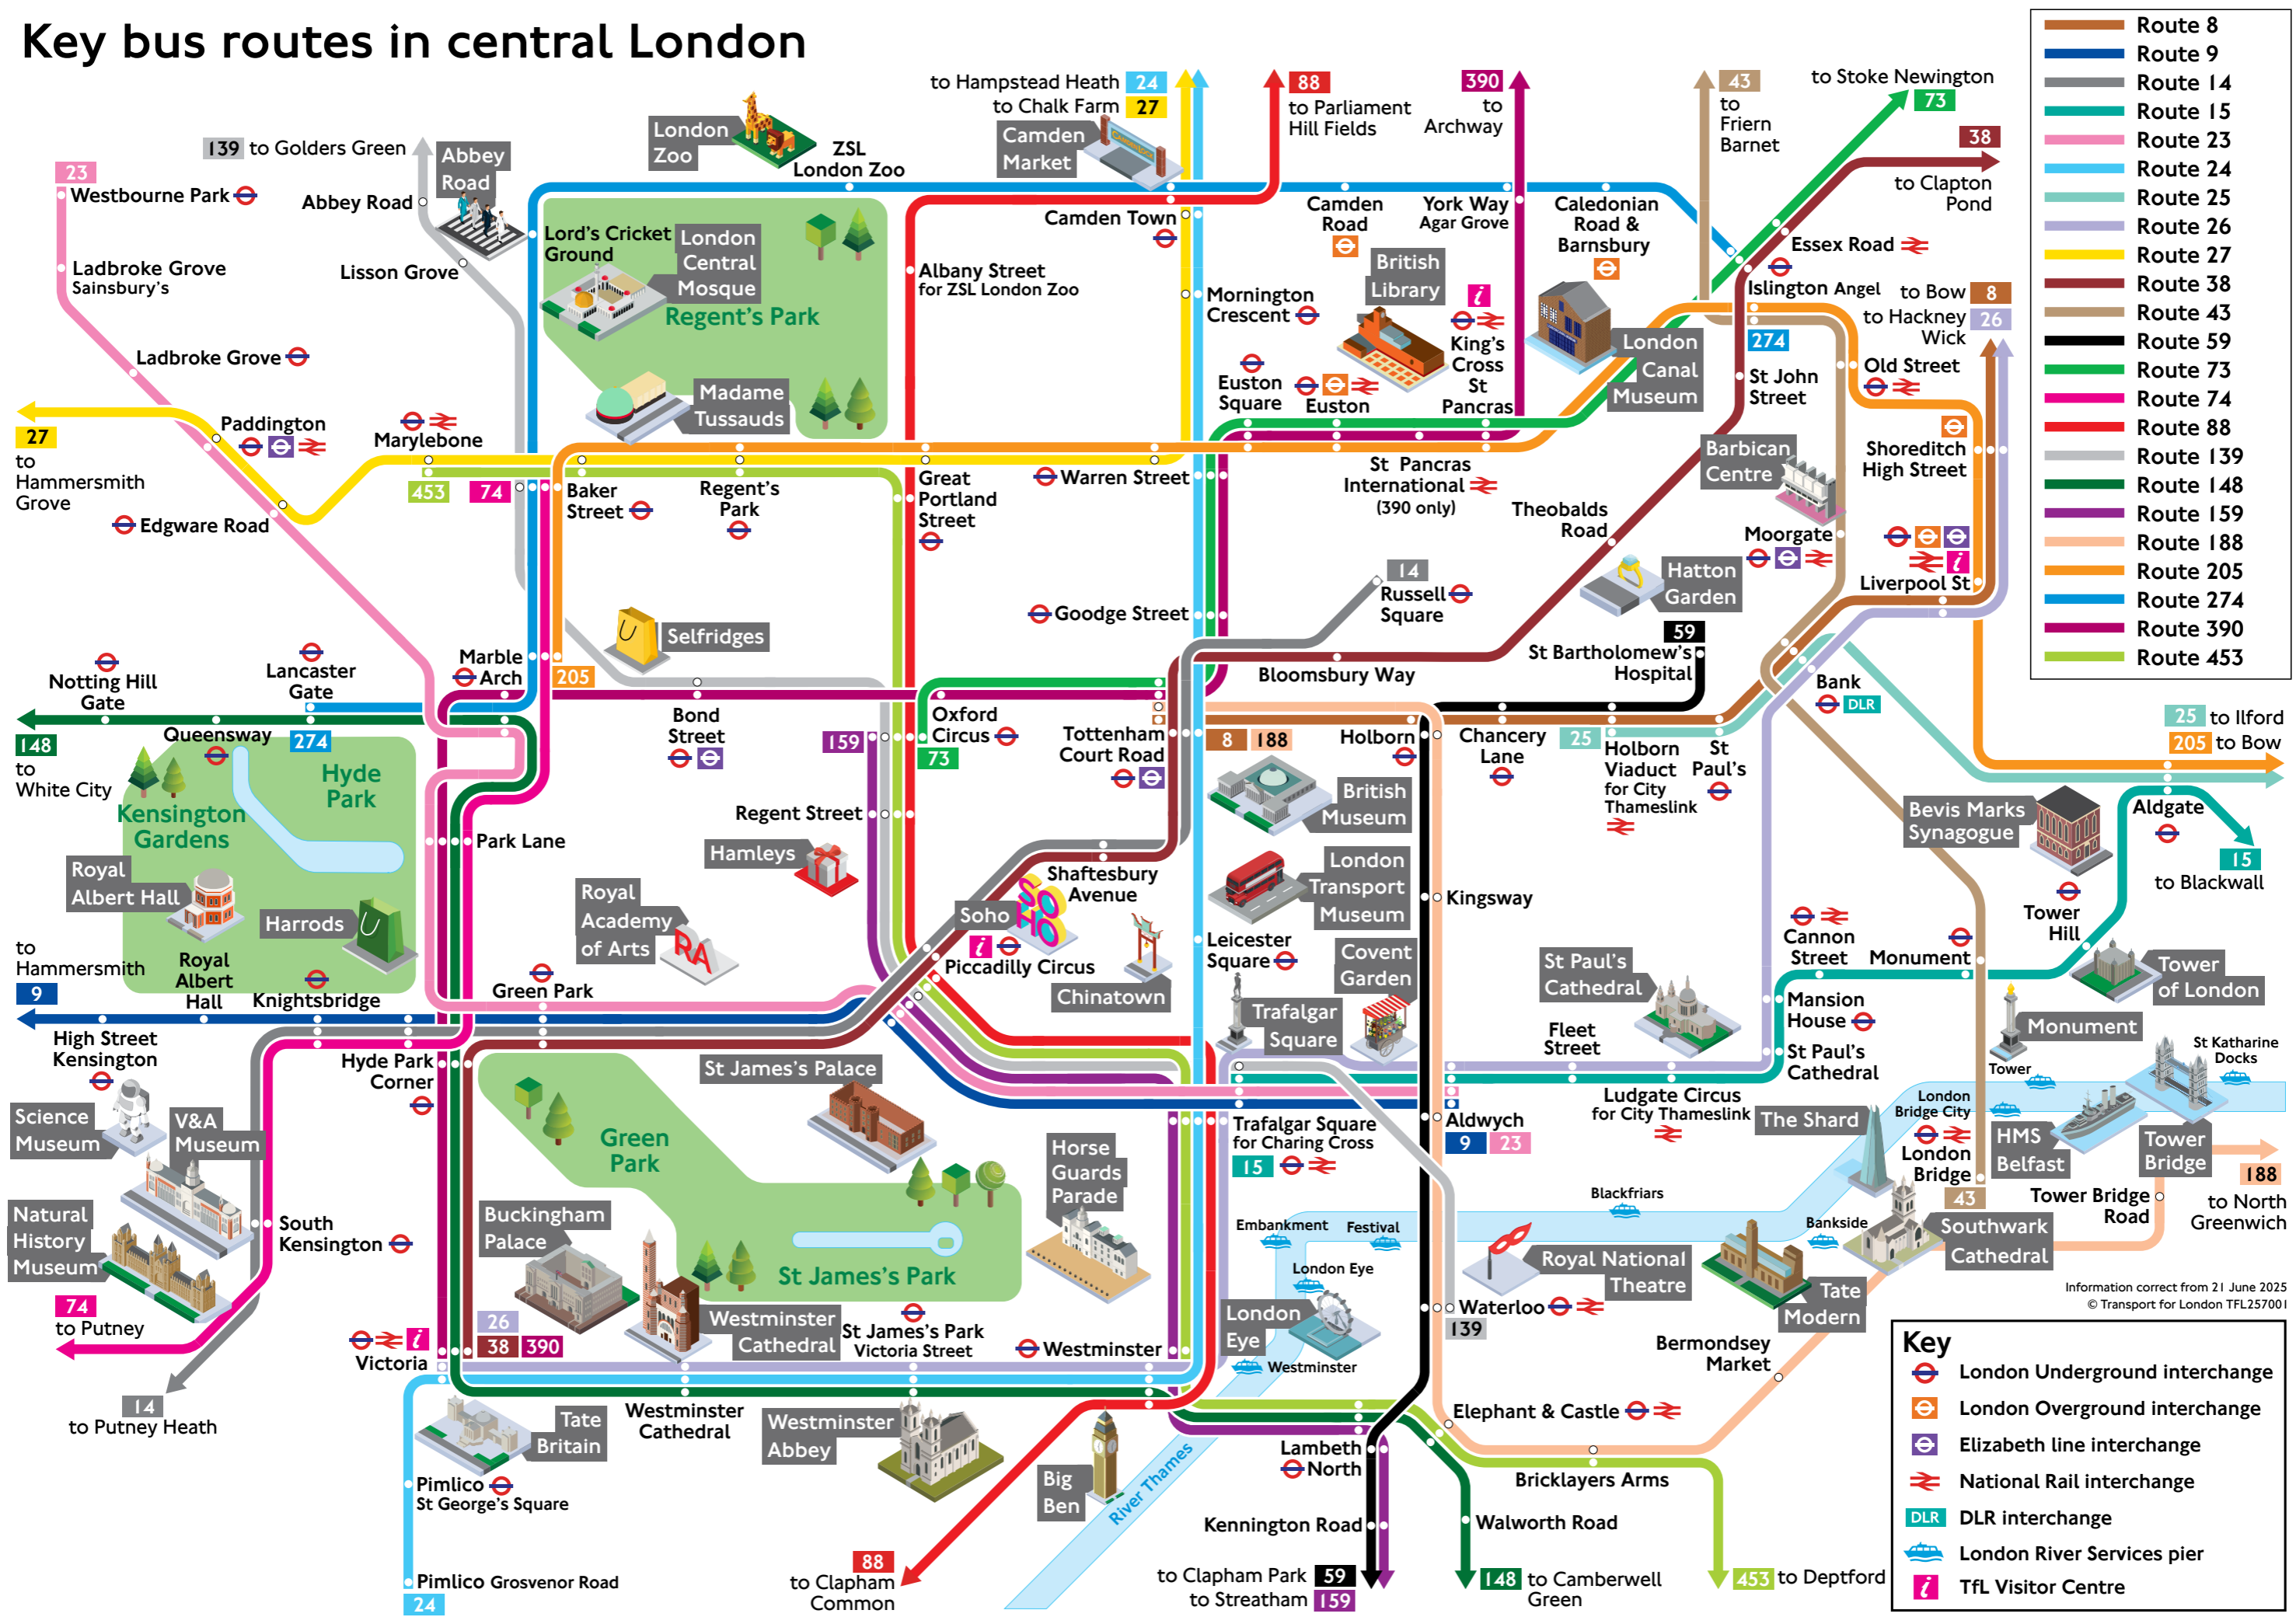 Key bus routes in central London
Route 8
Route 9
Route 14
Route 15
Route 23
Route 24
Route 25
Route 26
Route 27
Route 38
Route 43
Route 59
Route 73
Route 74
Route 88
Route 139
Route 148
Route 159
Route 188
Route 205
Route 274
Route 390
Route 453
to Hampstead Heath 24
to Chalk Farm 27
Camden
Market
88
to Parliament
Hill Fields
390
to
Archway
43
to
Friern
Barnet
to Stoke Newington
73
38
to Clapton
Pond
London
Zoo
ZSL
London Zoo
139 to Golders Green
Abbey
Road
Abbey Road
Lisson Grove
23
Westbourne Park
Ladbroke Grove
Sainsbury's
Ladbroke Grove
Lord's Cricket
Ground
London
Central
Mosque
Regent's Park
Madame
Tussauds
Camden Town
Albany Street
for ZSL London Zoo
Mornington
Crescent
Camden
Road
York Way
Agar Grove
Caledonian
Road &
Barnsbury
British
Library
Essex Road
Islington Angel
274
to Bow 8
to Hackney 26
Wick
London
Canal
Museum
King's
Cross
St
Pancras
Euston
Square
Euston
St John
Street
Old Street
Shoreditch
High Street
27
to
Hammersmith
Grove
Paddington
Edgware Road
Marylebone
453
74
Baker
Street
Regent's
Park
Great
Portland
Street
Warren Street
St Pancras
International
(390 only)
Theobalds
Road
Barbican
Centre
Moorgate
Liverpool St
Hatton
Garden
14
Russell
Square
Goodge Street
Selfridges
59
St Bartholomew's
Hospital
Bloomsbury Way
Bank
DLR
Notting Hill
Gate
Lancaster
Gate
Marble
Arch
205
148
to
White City
Queensway
274
Bond
Street
159
Oxford
Circus
73
Tottenham
Court Road
8 188
Holborn
Chancery
Lane
25
Holborn
Viaduct
for City
Thameslink
St
Paul's
25 to Ilford
205 to Bow
Hyde
Park
Kensington
Gardens
Royal
Albert Hall
Harrods
Royal
Albert
Hall
Knightsbridge
Park Lane
Regent Street
Hamleys
Royal
Academy
of Arts
RA
Soho
SOHO
Shaftesbury
Avenue
Piccadilly Circus
Chinatown
Leicester
Square
British
Museum
London
Transport
Museum
Kingsway
Covent
Garden
Trafalgar
Square
St Paul's
Cathedral
Cannon
Street
Monument
Mansion
House
Bevis Marks
Synagogue
Aldgate
15
to Blackwall
Tower
Hill
Tower
of London
Monument
to
Hammersmith
9
High Street
Kensington
Green Park
Hyde Park
Corner
St James's Palace
Fleet
Street
St Paul's
Cathedral
Ludgate Circus
for City Thameslink
Trafalgar Square
for Charing Cross
15
Aldwych
9 23
St Katharine
Docks
Tower
London
Bridge City
The Shard
HMS
Belfast
Tower
Bridge
London
Bridge
43
188
to North
Greenwich
Tower Bridge
Road
Southwark
Cathedral
Science
Museum
V&A
Museum
Natural
History
Museum
South
Kensington
74
to Putney
14
to Putney Heath
Green
Park
Horse
Guards
Parade
Buckingham
Palace
St James's Park
Westminster
Cathedral
St James's Park
Victoria Street
Westminster
26
38 390
Victoria
Embankment
Festival
Blackfriars
Bankside
London Eye
London
Eye
Westminster
Waterloo
139
Royal National
Theatre
Tate
Modern
Bermondsey
Market
Information correct from 21 June 2025
© Transport for London TFL257001
Tate
Britain
Westminster
Cathedral
Westminster
Abbey
Big
Ben
River Thames
Pimlico
St George's Square
Pimlico Grosvenor Road
24
88
to Clapham
Common
Lambeth
North
Elephant & Castle
Bricklayers Arms
Kennington Road
Walworth Road
to Clapham Park 59
to Streatham 159
148 to Camberwell
Green
453 to Deptford
Key
London Underground interchange
London Overground interchange
Elizabeth line interchange
National Rail interchange
DLR DLR interchange
London River Services pier
i TfL Visitor Centre